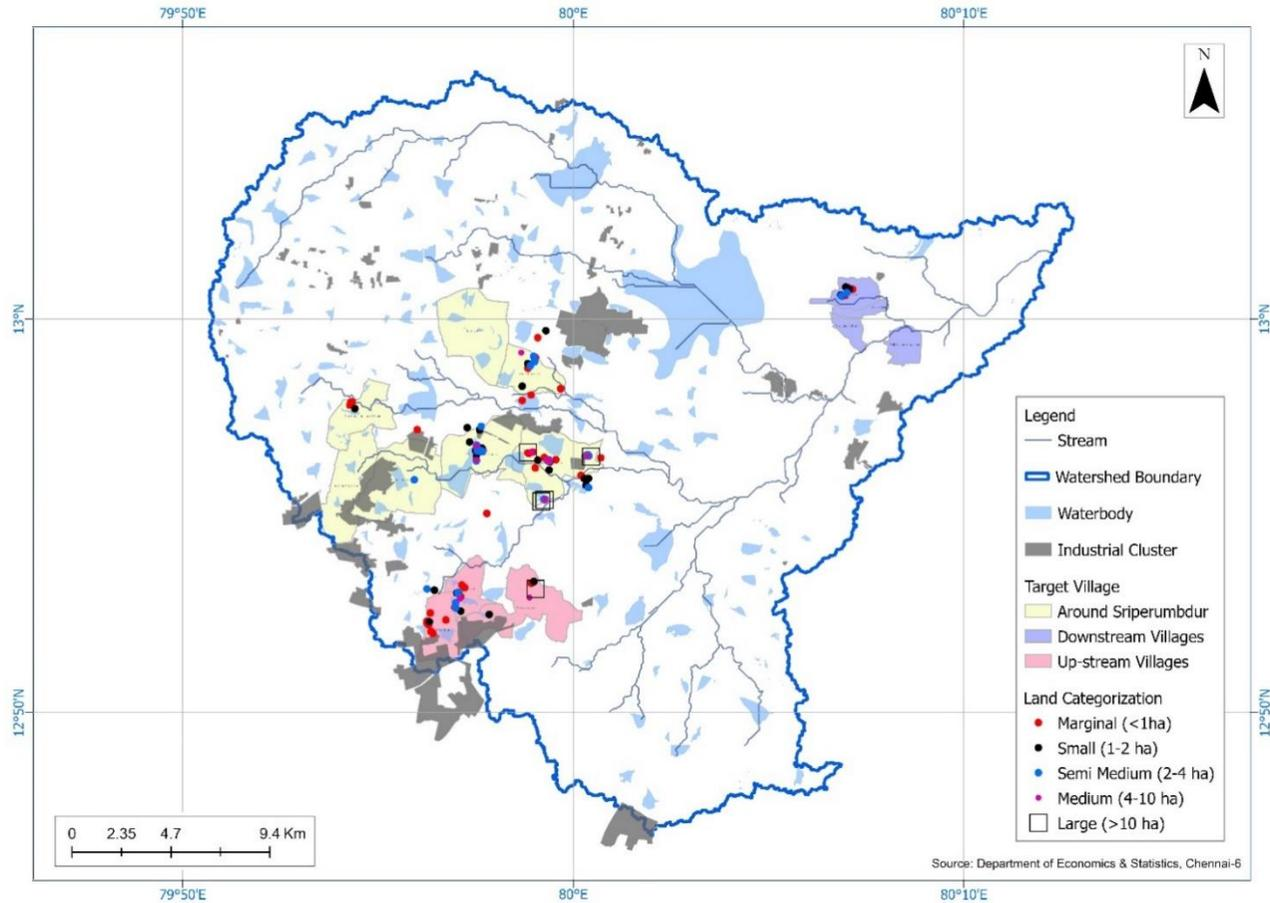 79°50'E 80°E 80°10'E
N
13°N 13°N
Legend
Stream
Watershed Boundary
Waterbody
Industrial Cluster
Target Village
Around Sriperumbdur
Downstream Villages
Up-stream Villages
12°50'N 12°50'N
Land Categorization
Marginal (<1ha)
Small (1-2 ha)
Semi Medium (2-4 ha)
Medium (4-10 ha)
Large (>10 ha)
0 2.35 4.7 9.4 Km
Source: Department of Economics & Statistics, Chennai-6
79°50'E 80°E 80°10'E